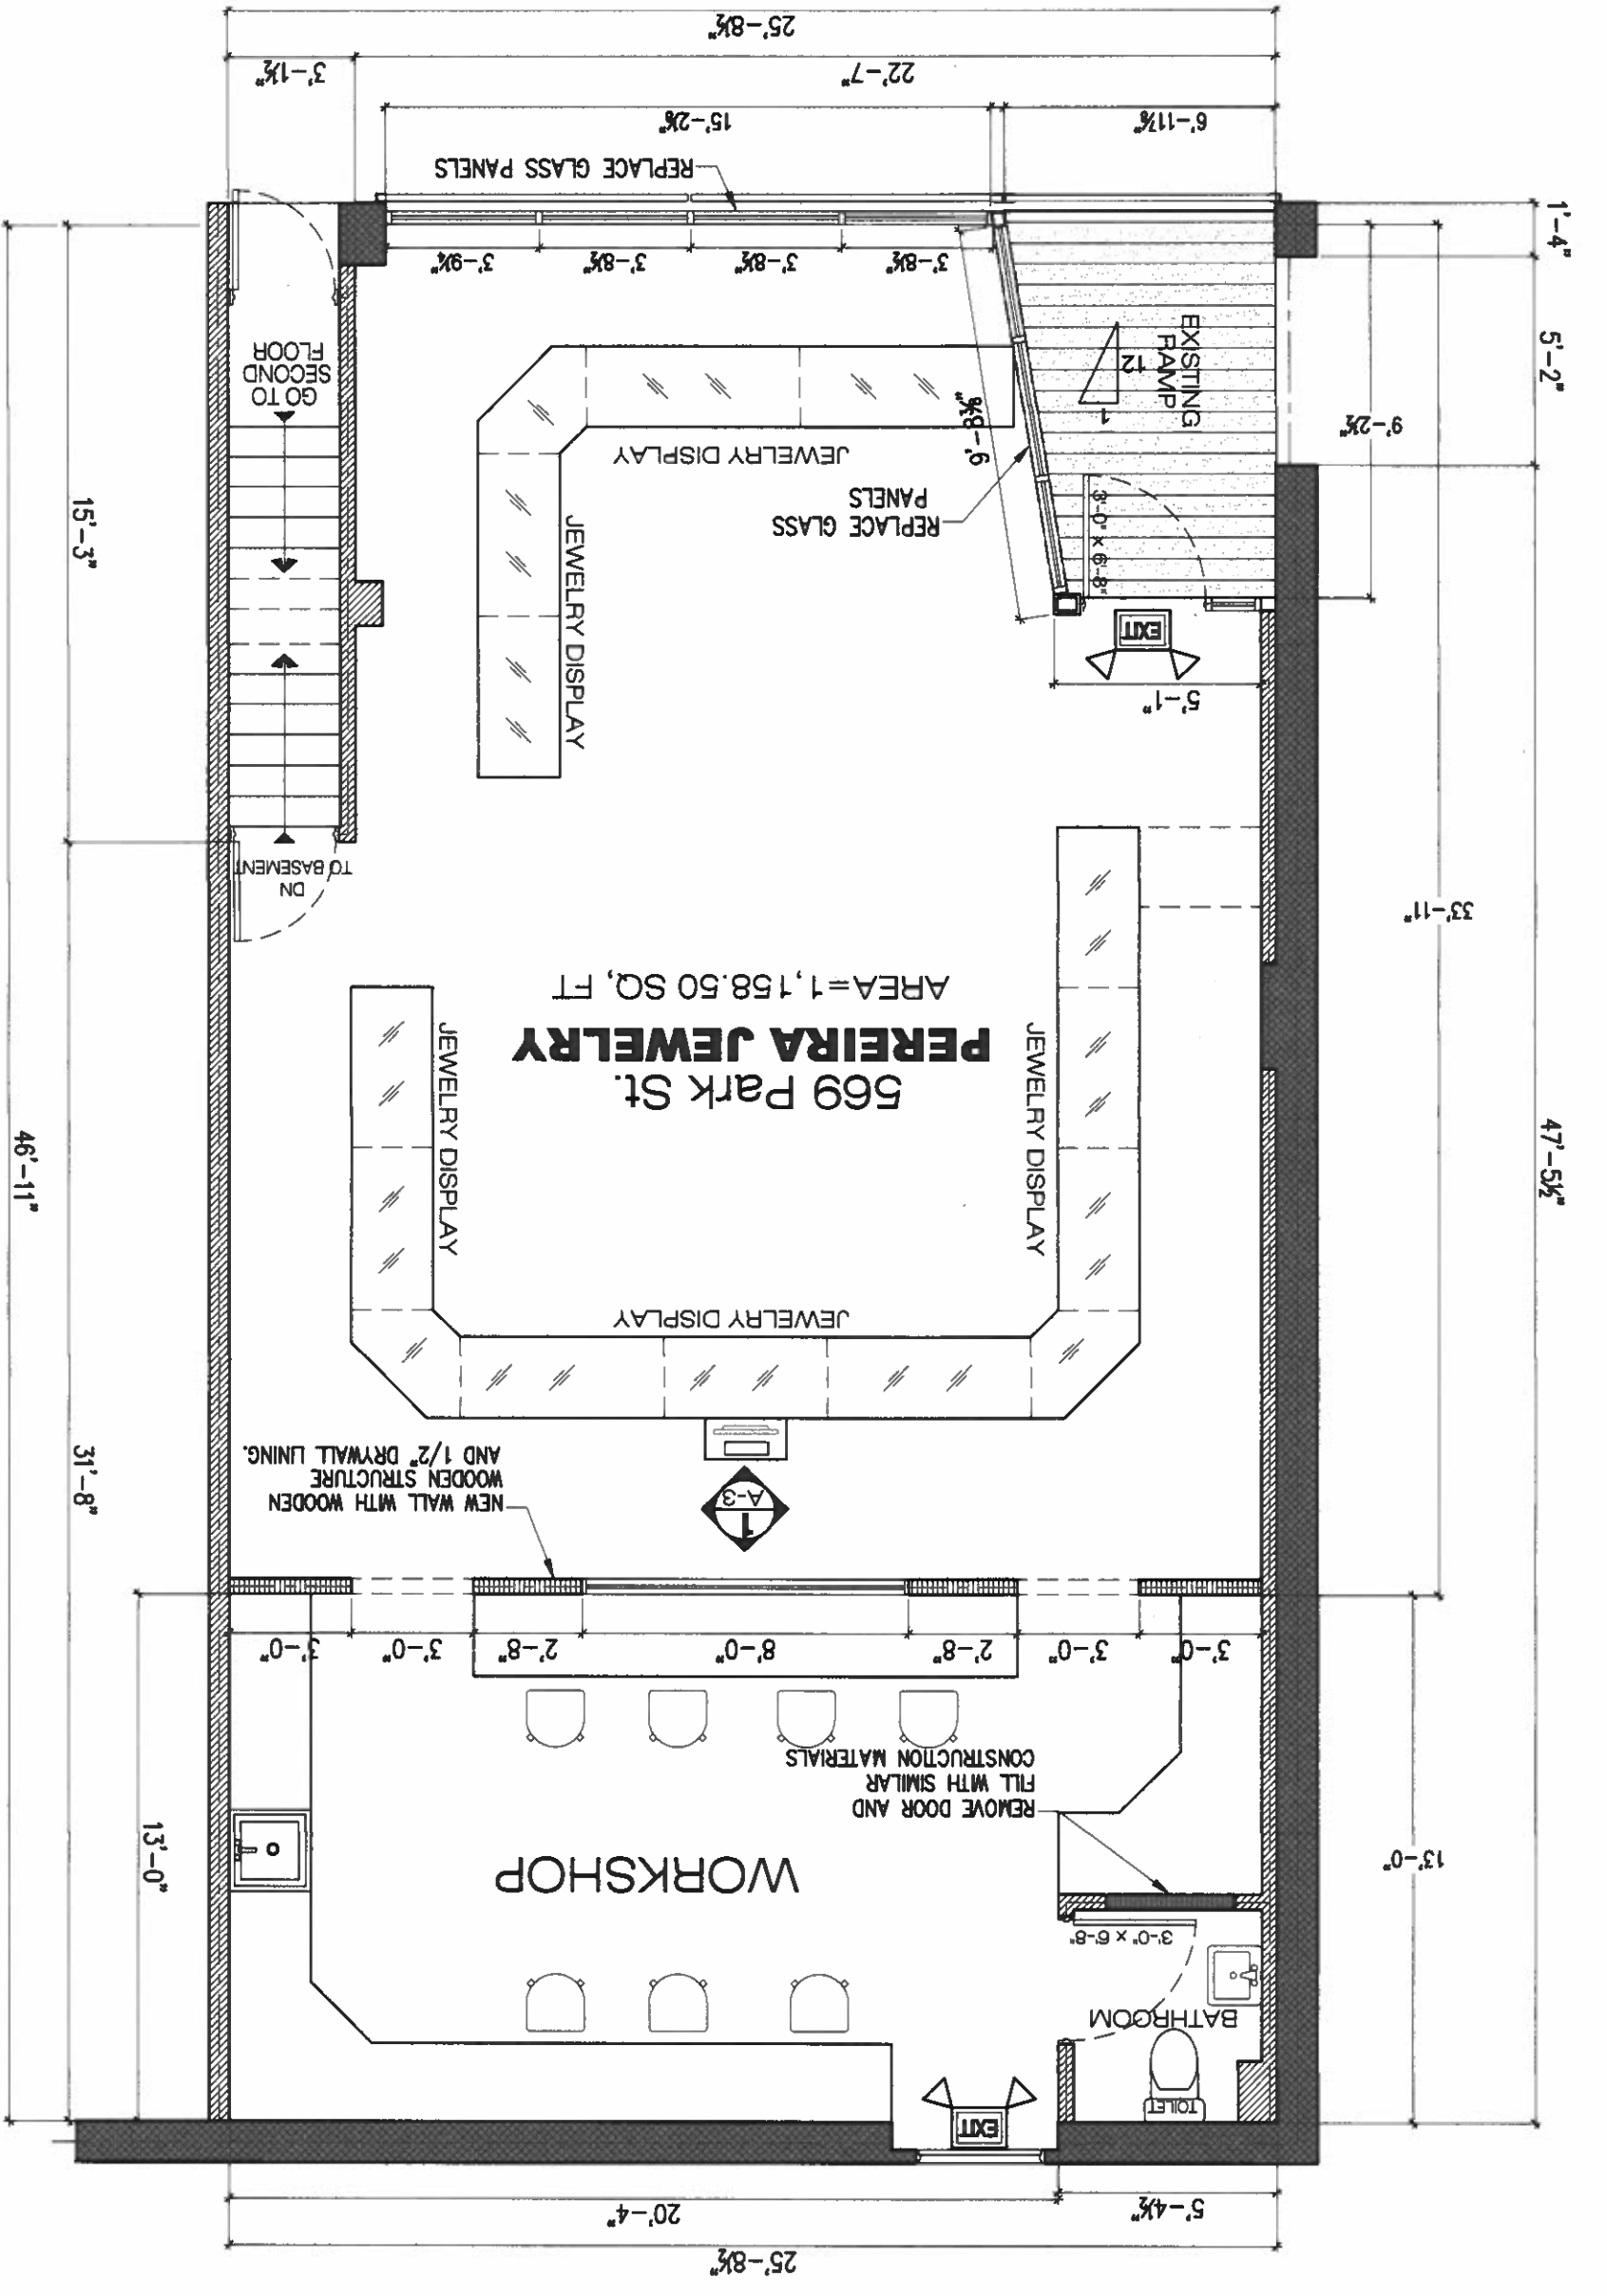 25'-8½"
5'-4½"
20'-4"
EXIT
TOILET
BATHROOM
3'-0" x 6'-8"
WORKSHOP
REMOVE DOOR AND
FILL WITH SIMILAR
CONSTRUCTION MATERIALS
13'-0"
13'-0"
3'-0"
3'-0"
2'-8"
8'-0"
2'-8"
3'-0"
3'-0"
NEW WALL WITH WOODEN
WOODEN STRUCTURE
AND 1/2" DRYWALL LINING.
1
A-3
31'-8"
JEWELRY DISPLAY
JEWELRY DISPLAY
JEWELRY DISPLAY
569 Park St.
PEREIRA JEWELRY
AREA=1,158.50 SQ, FT
47'-5½"
46'-11"
33'-11"
DN
TO BASEMENT
5'-1"
EXIT
JEWELRY DISPLAY
REPLACE GLASS
PANELS
3'-0" x 6'-8"
15'-3"
JEWELRY DISPLAY
9'-2½"
EXISTING
RAMP
1
12
GO TO
SECOND
FLOOR
5'-2"
1'-4"
3'-8½"
3'-8½"
3'-8½"
3'-9¼"
REPLACE GLASS PANELS
22'-7"
3'-1½"
25'-8½"